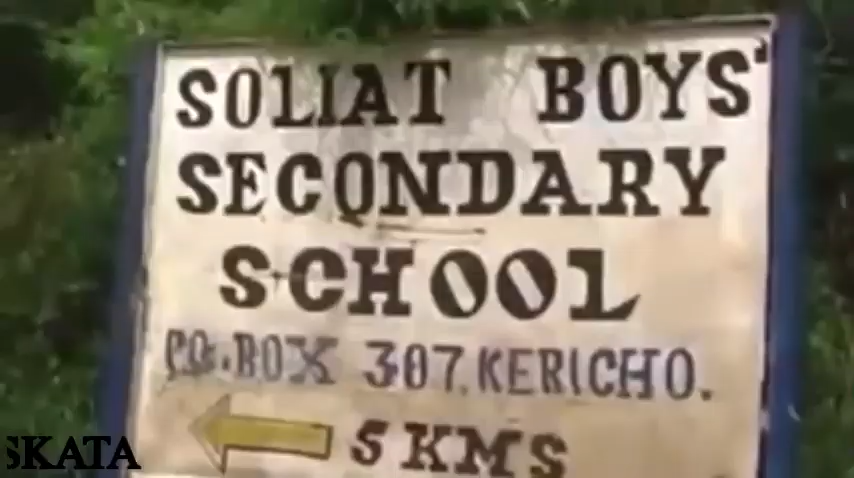 SOLIAT BOYS'
SECONDARY
SCHOOL
P.O. BOX 307, KERICHO.
5 KMS
SKATA